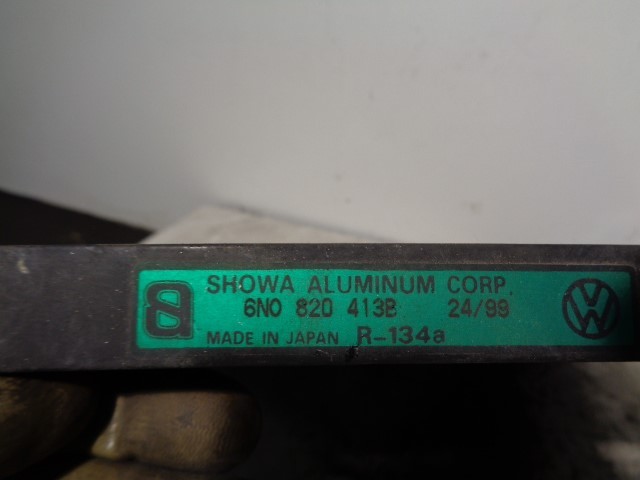 SHOWA ALUMINUM CORP.
6N0 820 413B 24/99
MADE IN JAPAN R-134a